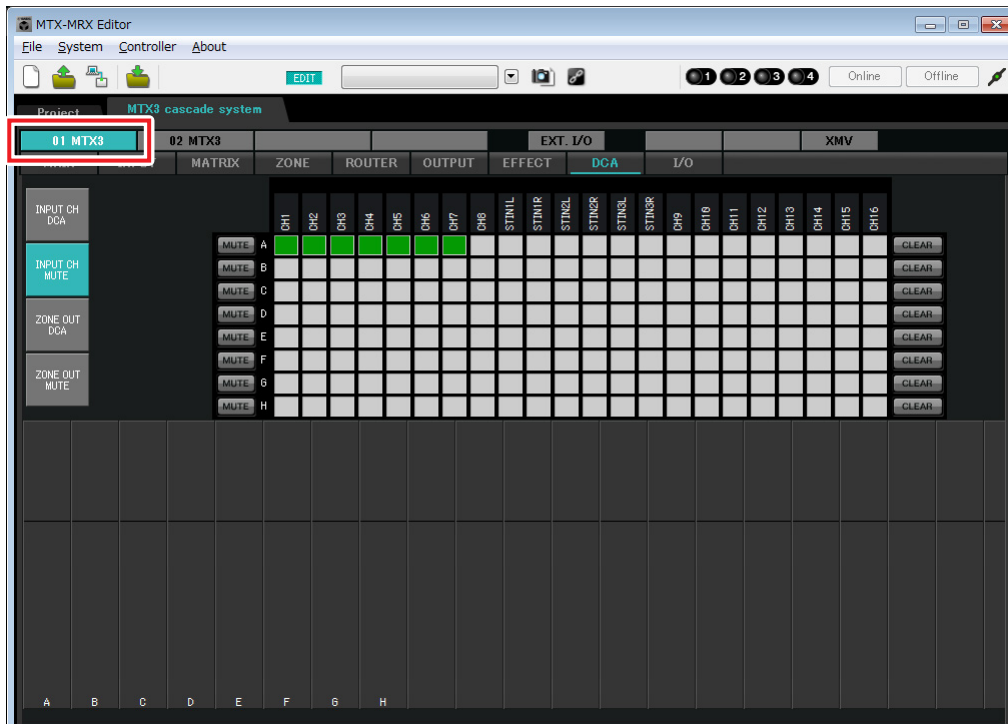 MTX-MRX Editor
File System Controller About
EDIT 1 2 3 4 Online Offline
Project MTX3 cascade system
01 MTX3 02 MTX3 EXT. I/O XMV
MATRIX ZONE ROUTER OUTPUT EFFECT DCA I/O
INPUT CH
DCA
INPUT CH
MUTE
ZONE OUT
DCA
ZONE OUT
MUTE
CH1 CH2 CH3 CH4 CH5 CH6 CH7 CH8 STIN1L STIN1R STIN2L STIN2R STIN3L STIN3R CH9 CH10 CH11 CH12 CH13 CH14 CH15 CH16
MUTE A CLEAR
MUTE B CLEAR
MUTE C CLEAR
MUTE D CLEAR
MUTE E CLEAR
MUTE F CLEAR
MUTE G CLEAR
MUTE H CLEAR
A B C D E F G H